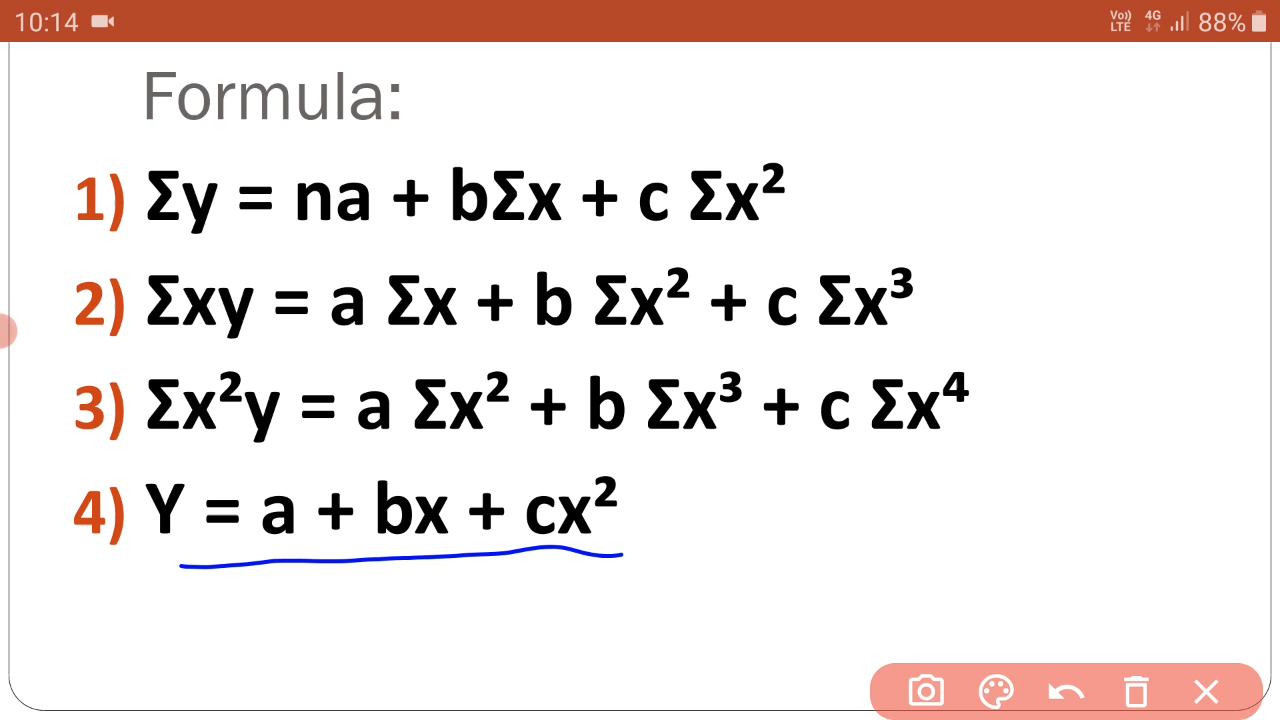 10:14 Vo)) LTE 4G 88%
Formula:
1) Σy = na + bΣx + c Σx²
2) Σxy = a Σx + b Σx² + c Σx³
3) Σx²y = a Σx² + b Σx³ + c Σx⁴
4) Y = a + bx + cx²